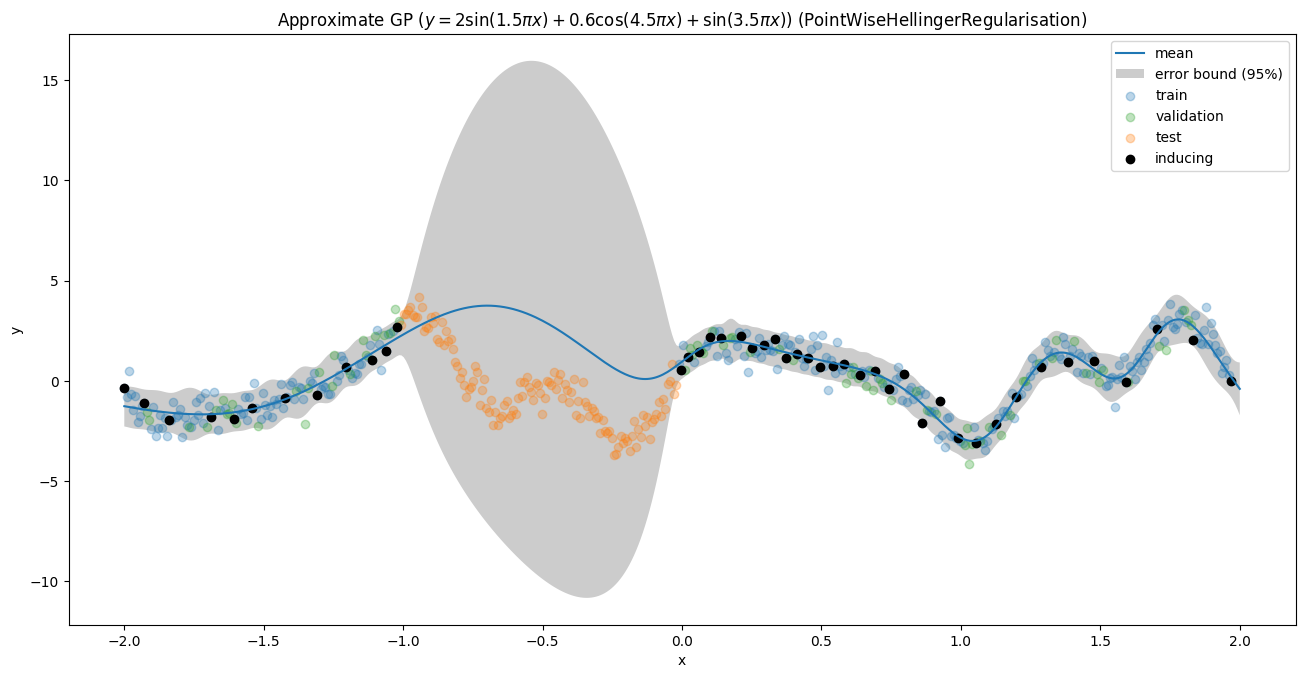 Approximate GP (y = 2sin(1.5πx) + 0.6cos(4.5πx) + sin(3.5πx)) (PointWiseHellingerRegularisation)
mean
error bound (95%)
train
validation
test
inducing
15
10
5
0
−5
−10
y
−2.0 −1.5 −1.0 −0.5 0.0 0.5 1.0 1.5 2.0
x